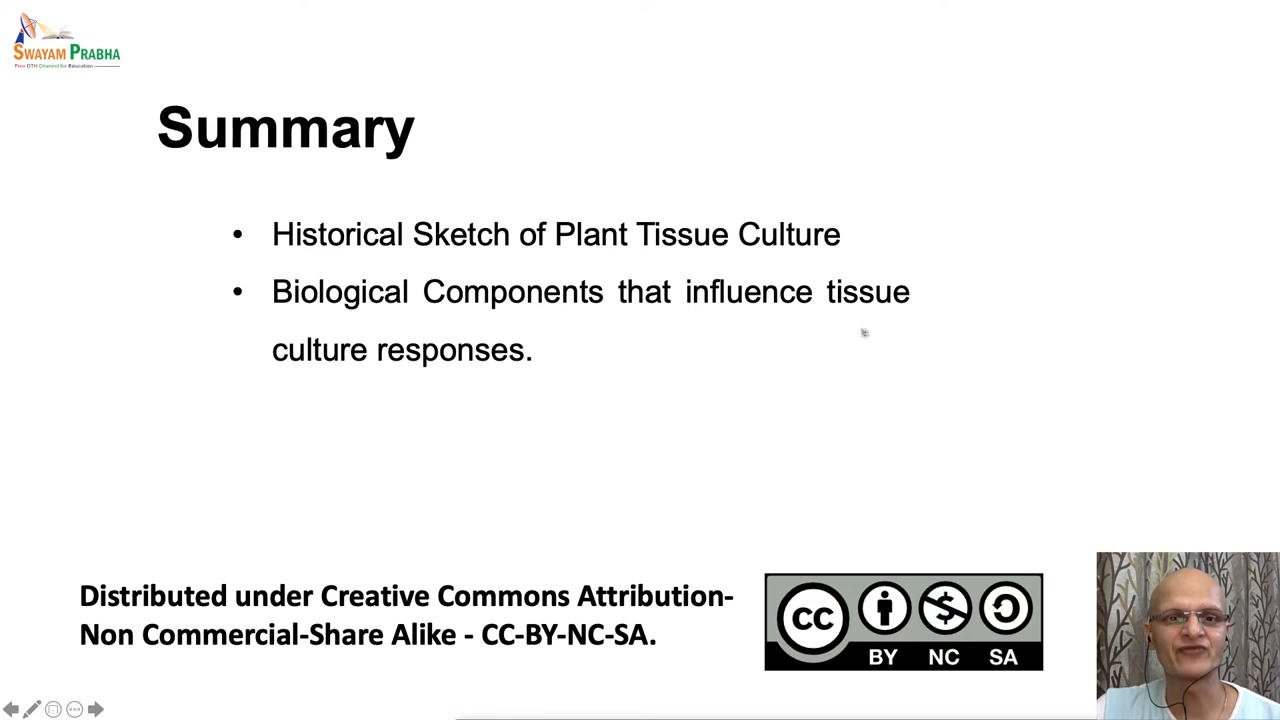 SWAYAM PRABHA
Free DTH Channel for Education
Summary
• Historical Sketch of Plant Tissue Culture
• Biological Components that influence tissue
culture responses.
Distributed under Creative Commons Attribution-
Non Commercial-Share Alike - CC-BY-NC-SA.
CC
BY NC SA